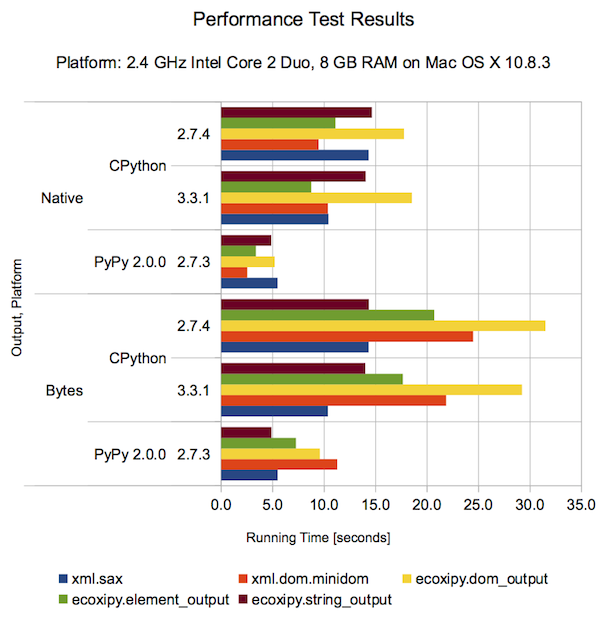 Performance Test Results
Platform: 2.4 GHz Intel Core 2 Duo, 8 GB RAM on Mac OS X 10.8.3
Output, Platform
Native
CPython
2.7.4
3.3.1
PyPy 2.0.0 2.7.3
Bytes
CPython
2.7.4
3.3.1
PyPy 2.0.0 2.7.3
0.0 5.0 10.0 15.0 20.0 25.0 30.0 35.0
Running Time [seconds]
xml.sax xml.dom.minidom ecoxipy.dom_output
ecoxipy.element_output ecoxipy.string_output